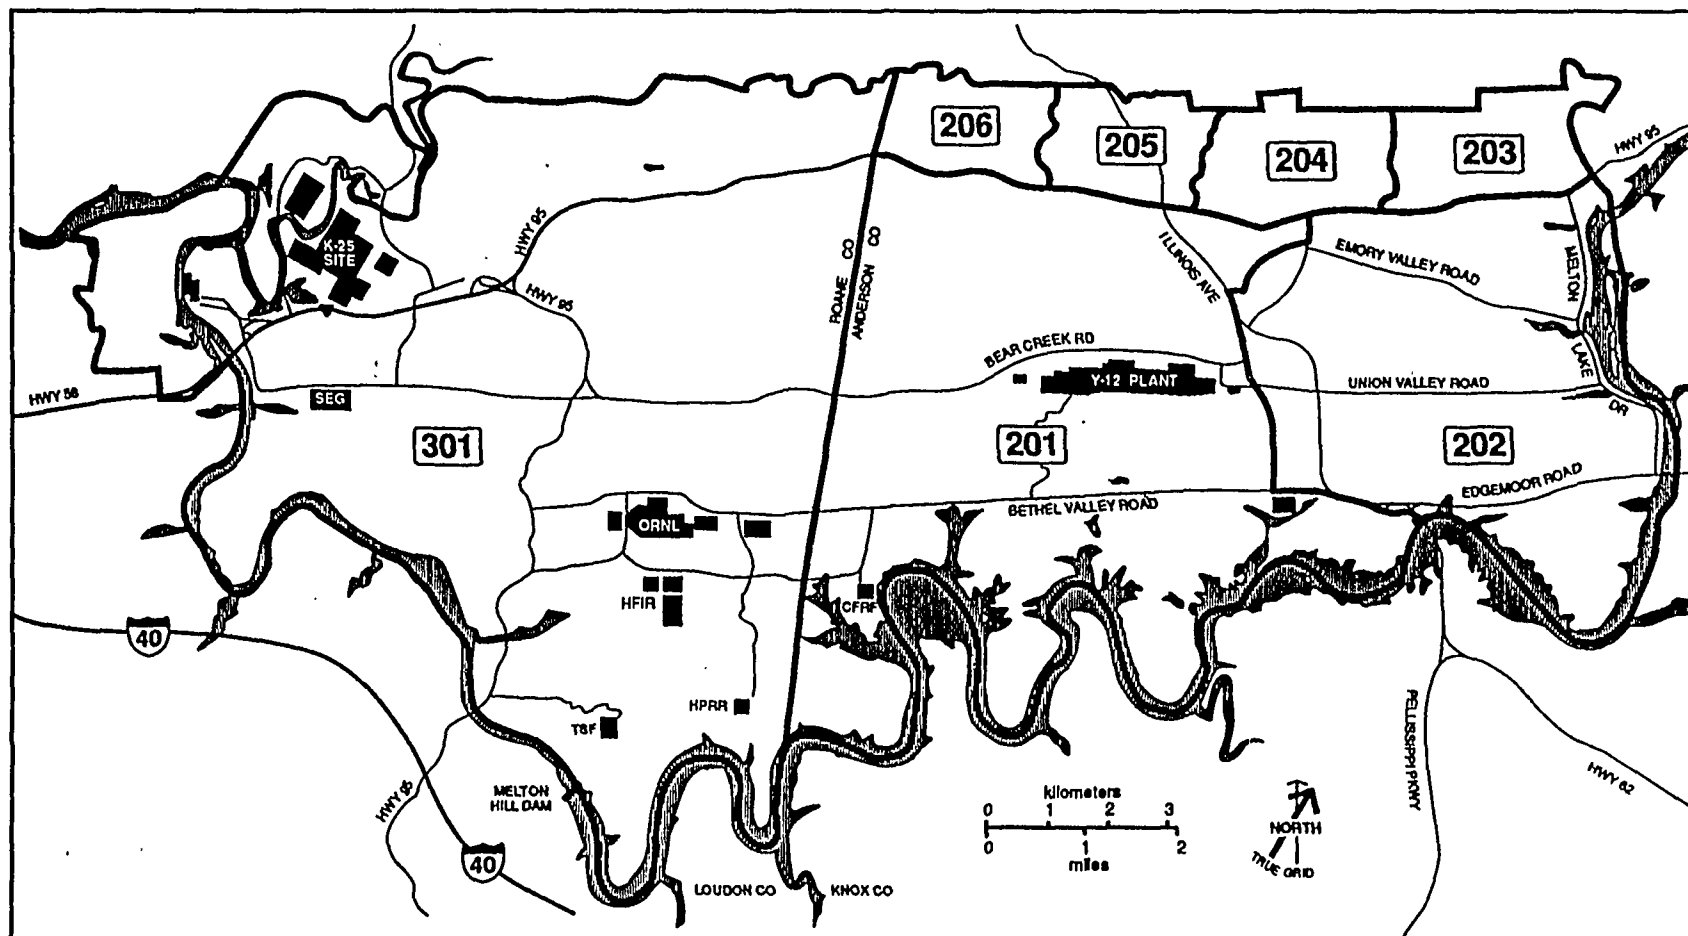 206
205
204
203
HWY 95
K-25
SITE
HWY 95
HWY 95
ROANE CO
ANDERSON CO
ILLINOIS AVE
EMORY VALLEY ROAD
MELTON
LAKE
DR
BEAR CREEK RD
Y-12 PLANT
UNION VALLEY ROAD
HWY 58
SEG
301
201
202
EDGEMOOR ROAD
BETHEL VALLEY ROAD
ORNL
HFIR
CFRF
40
HPRR
TSF
PELLISSIPPI PKWY
HWY 62
MELTON
HILL DAM
HWY 95
kilometers
0 1 2 3
0 1 2
miles
NORTH
TRUE GRID
40
LOUDON CO
KNOX CO